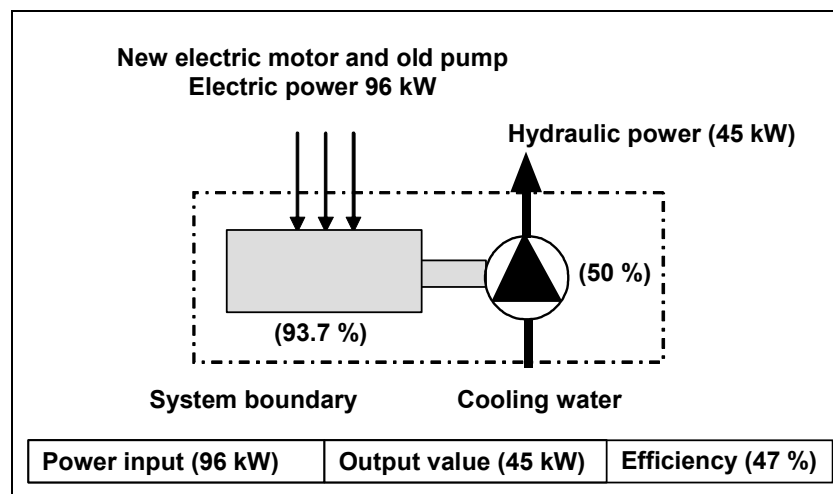 New electric motor and old pump
Electric power 96 kW
Hydraulic power (45 kW)
(50 %)
(93.7 %)
System boundary
Cooling water
Power input (96 kW)
Output value (45 kW)
Efficiency (47 %)